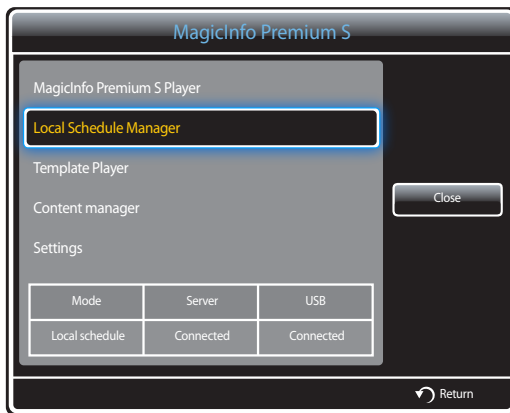 MagicInfo Premium S
MagicInfo Premium S Player
Local Schedule Manager
Template Player
Content manager
Settings
Close
Mode Server USB
Local schedule Connected Connected
Return